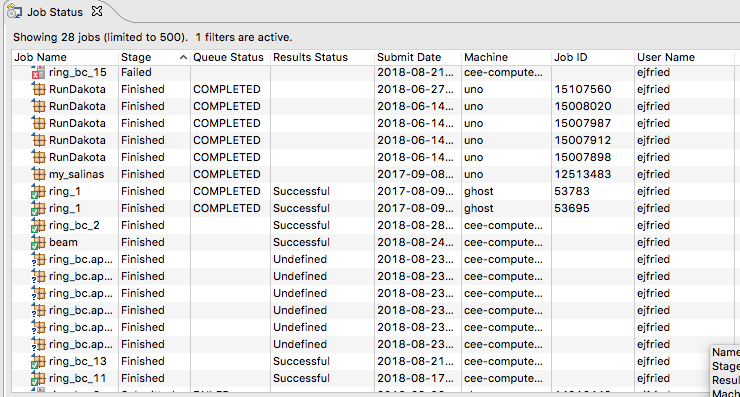 Job Status
Showing 28 jobs (limited to 500). 1 filters are active.
Job Name Stage Queue Status Results Status Submit Date Machine Job ID User Name
ring_bc_15 Failed 2018-08-21... cee-compute... ejfried
RunDakota Finished COMPLETED 2018-06-27... uno 15107560 ejfried
RunDakota Finished COMPLETED 2018-06-14... uno 15008020 ejfried
RunDakota Finished COMPLETED 2018-06-14... uno 15007987 ejfried
RunDakota Finished COMPLETED 2018-06-14... uno 15007912 ejfried
RunDakota Finished COMPLETED 2018-06-14... uno 15007898 ejfried
my_salinas Finished 2017-09-08... uno 12513483 ejfried
ring_1 Finished COMPLETED Successful 2017-08-09... ghost 53783 ejfried
ring_1 Finished COMPLETED Successful 2017-08-09... ghost 53695 ejfried
ring_bc_2 Finished Successful 2018-08-28... cee-compute... ejfried
beam Finished Successful 2018-08-24... cee-compute... ejfried
ring_bc.ap... Finished Undefined 2018-08-23... cee-compute... ejfried
ring_bc.ap... Finished Undefined 2018-08-23... cee-compute... ejfried
ring_bc.ap... Finished Undefined 2018-08-23... cee-compute... ejfried
ring_bc.ap... Finished Undefined 2018-08-23... cee-compute... ejfried
ring_bc.ap... Finished Undefined 2018-08-23... cee-compute... ejfried
ring_bc.ap... Finished Undefined 2018-08-23... cee-compute... ejfried
ring_bc_13 Finished Successful 2018-08-21... cee-compute... ejfried
ring_bc_11 Finished Successful 2018-08-17... cee-compute... ejfried
Name
Stage
Resul
Mach